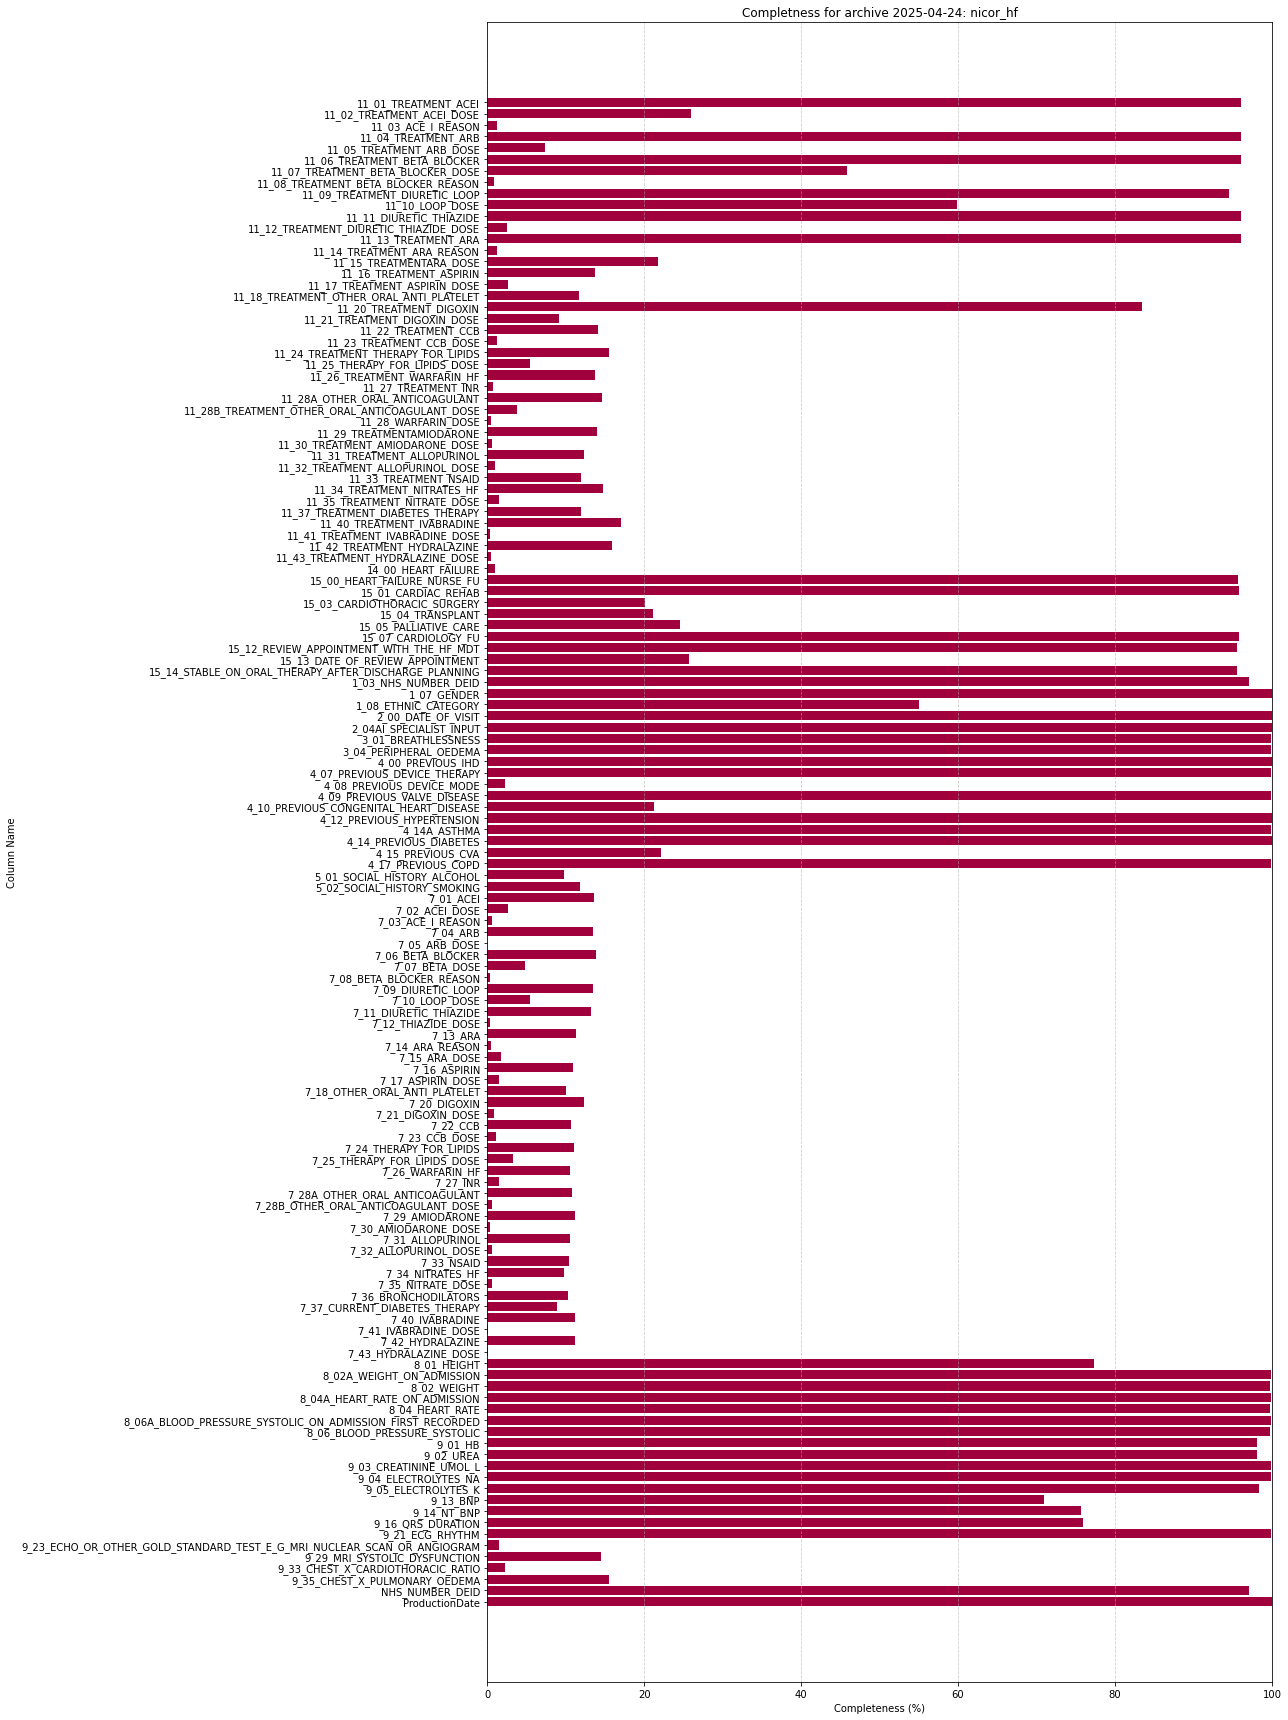 Completness for archive 2025-04-24: nicor_hf
11_01_TREATMENT_ACEI
11_02_TREATMENT_ACEI_DOSE
11_03_ACE_I_REASON
11_04_TREATMENT_ARB
11_05_TREATMENT_ARB_DOSE
11_06_TREATMENT_BETA_BLOCKER
11_07_TREATMENT_BETA_BLOCKER_DOSE
11_08_TREATMENT_BETA_BLOCKER_REASON
11_09_TREATMENT_DIURETIC_LOOP
11_10_LOOP_DOSE
11_11_DIURETIC_THIAZIDE
11_12_TREATMENT_DIURETIC_THIAZIDE_DOSE
11_13_TREATMENT_ARA
11_14_TREATMENT_ARA_REASON
11_15_TREATMENTARA_DOSE
11_16_TREATMENT_ASPIRIN
11_17_TREATMENT_ASPIRIN_DOSE
11_18_TREATMENT_OTHER_ORAL_ANTI_PLATELET
11_20_TREATMENT_DIGOXIN
11_21_TREATMENT_DIGOXIN_DOSE
11_22_TREATMENT_CCB
11_23_TREATMENT_CCB_DOSE
11_24_TREATMENT_THERAPY_FOR_LIPIDS
11_25_THERAPY_FOR_LIPIDS_DOSE
11_26_TREATMENT_WARFARIN_HF
11_27_TREATMENT_INR
11_28A_OTHER_ORAL_ANTICOAGULANT
11_28B_TREATMENT_OTHER_ORAL_ANTICOAGULANT_DOSE
11_28_WARFARIN_DOSE
11_29_TREATMENTAMIODARONE
11_30_TREATMENT_AMIODARONE_DOSE
11_31_TREATMENT_ALLOPURINOL
11_32_TREATMENT_ALLOPURINOL_DOSE
11_33_TREATMENT_NSAID
11_34_TREATMENT_NITRATES_HF
11_35_TREATMENT_NITRATE_DOSE
11_37_TREATMENT_DIABETES_THERAPY
11_40_TREATMENT_IVABRADINE
11_41_TREATMENT_IVABRADINE_DOSE
11_42_TREATMENT_HYDRALAZINE
11_43_TREATMENT_HYDRALAZINE_DOSE
14_00_HEART_FAILURE
15_00_HEART_FAILURE_NURSE_FU
15_01_CARDIAC_REHAB
15_03_CARDIOTHORACIC_SURGERY
15_04_TRANSPLANT
15_05_PALLIATIVE_CARE
15_07_CARDIOLOGY_FU
15_12_REVIEW_APPOINTMENT_WITH_THE_HF_MDT
15_13_DATE_OF_REVIEW_APPOINTMENT
15_14_STABLE_ON_ORAL_THERAPY_AFTER_DISCHARGE_PLANNING
1_03_NHS_NUMBER_DEID
1_07_GENDER
1_08_ETHNIC_CATEGORY
2_00_DATE_OF_VISIT
2_04AI_SPECIALIST_INPUT
3_01_BREATHLESSNESS
3_04_PERIPHERAL_OEDEMA
4_00_PREVIOUS_IHD
4_07_PREVIOUS_DEVICE_THERAPY
4_08_PREVIOUS_DEVICE_MODE
4_09_PREVIOUS_VALVE_DISEASE
4_10_PREVIOUS_CONGENITAL_HEART_DISEASE
4_12_PREVIOUS_HYPERTENSION
4_14A_ASTHMA
4_14_PREVIOUS_DIABETES
4_15_PREVIOUS_CVA
4_17_PREVIOUS_COPD
5_01_SOCIAL_HISTORY_ALCOHOL
5_02_SOCIAL_HISTORY_SMOKING
7_01_ACEI
7_02_ACEI_DOSE
7_03_ACE_I_REASON
7_04_ARB
7_05_ARB_DOSE
7_06_BETA_BLOCKER
7_07_BETA_DOSE
7_08_BETA_BLOCKER_REASON
7_09_DIURETIC_LOOP
7_10_LOOP_DOSE
7_11_DIURETIC_THIAZIDE
7_12_THIAZIDE_DOSE
7_13_ARA
7_14_ARA_REASON
7_15_ARA_DOSE
7_16_ASPIRIN
7_17_ASPIRIN_DOSE
7_18_OTHER_ORAL_ANTI_PLATELET
7_20_DIGOXIN
7_21_DIGOXIN_DOSE
7_22_CCB
7_23_CCB_DOSE
7_24_THERAPY_FOR_LIPIDS
7_25_THERAPY_FOR_LIPIDS_DOSE
7_26_WARFARIN_HF
7_27_INR
7_28A_OTHER_ORAL_ANTICOAGULANT
7_28B_OTHER_ORAL_ANTICOAGULANT_DOSE
7_29_AMIODARONE
7_30_AMIODARONE_DOSE
7_31_ALLOPURINOL
7_32_ALLOPURINOL_DOSE
7_33_NSAID
7_34_NITRATES_HF
7_35_NITRATE_DOSE
7_36_BRONCHODILATORS
7_37_CURRENT_DIABETES_THERAPY
7_40_IVABRADINE
7_41_IVABRADINE_DOSE
7_42_HYDRALAZINE
7_43_HYDRALAZINE_DOSE
8_01_HEIGHT
8_02A_WEIGHT_ON_ADMISSION
8_02_WEIGHT
8_04A_HEART_RATE_ON_ADMISSION
8_04_HEART_RATE
8_06A_BLOOD_PRESSURE_SYSTOLIC_ON_ADMISSION_FIRST_RECORDED
8_06_BLOOD_PRESSURE_SYSTOLIC
9_01_HB
9_02_UREA
9_03_CREATININE_UMOL_L
9_04_ELECTROLYTES_NA
9_05_ELECTROLYTES_K
9_13_BNP
9_14_NT_BNP
9_16_QRS_DURATION
9_21_ECG_RHYTHM
9_23_ECHO_OR_OTHER_GOLD_STANDARD_TEST_E_G_MRI_NUCLEAR_SCAN_OR_ANGIOGRAM
9_29_MRI_SYSTOLIC_DYSFUNCTION
9_33_CHEST_X_CARDIOTHORACIC_RATIO
9_35_CHEST_X_PULMONARY_OEDEMA
NHS_NUMBER_DEID
ProductionDate
Column Name
0 20 40 60 80 100
Completeness (%)